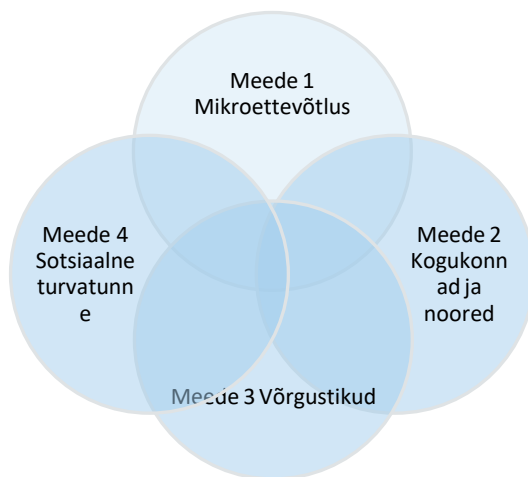 Meede 1
Mikroettevõtlus
Meede 4
Sotsiaalne
turvatunn
e
Meede 2
Kogukonn
ad ja
noored
Meede 3 Võrgustikud